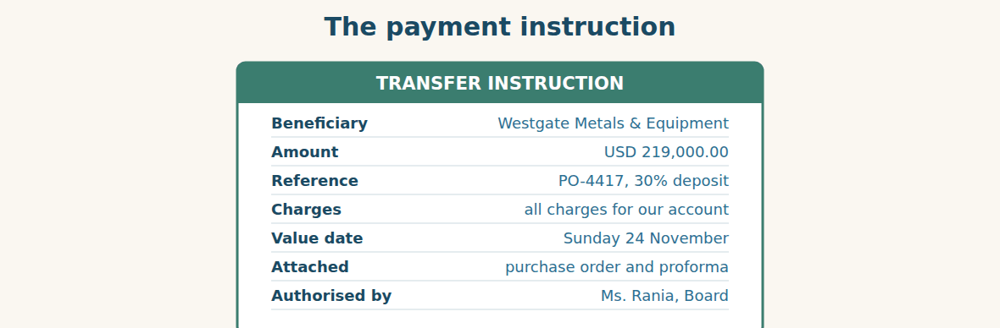 The payment instruction
TRANSFER INSTRUCTION
Beneficiary Westgate Metals & Equipment
Amount USD 219,000.00
Reference PO-4417, 30% deposit
Charges all charges for our account
Value date Sunday 24 November
Attached purchase order and proforma
Authorised by Ms. Rania, Board